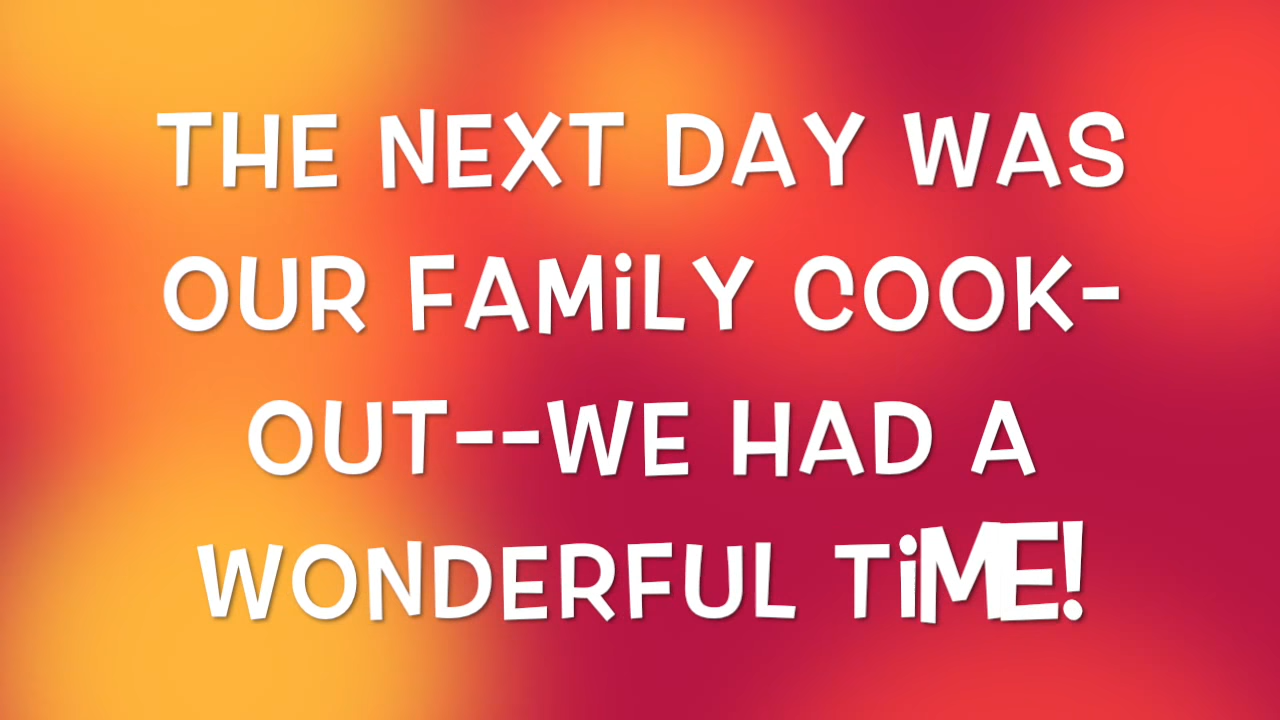 THE NEXT DAY WAS
OUR FAMiLY COOK-
OUT--WE HAD A
WONDERFUL TiME!